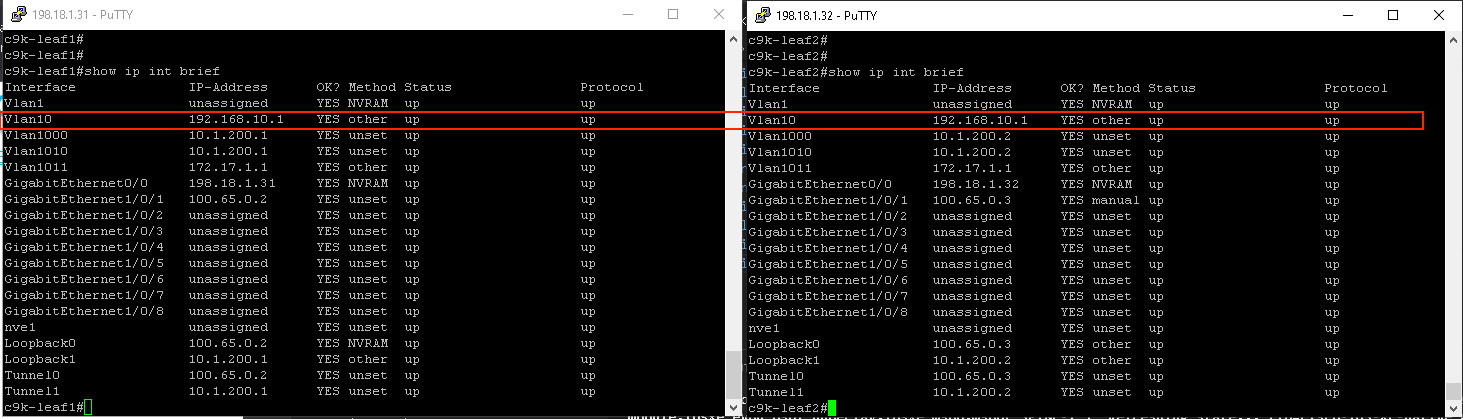 198.18.1.31 - PuTTY
c9k-leaf1#
c9k-leaf1#
c9k-leaf1#show ip int brief
Interface IP-Address OK? Method Status Protocol
Vlan1 unassigned YES NVRAM up up
Vlan10 192.168.10.1 YES other up up
Vlan1000 10.1.200.1 YES unset up up
Vlan1010 10.1.200.1 YES unset up up
Vlan1011 172.17.1.1 YES other up up
GigabitEthernet0/0 198.18.1.31 YES NVRAM up up
GigabitEthernet1/0/1 100.65.0.2 YES unset up up
GigabitEthernet1/0/2 unassigned YES unset up up
GigabitEthernet1/0/3 unassigned YES unset up up
GigabitEthernet1/0/4 unassigned YES unset up up
GigabitEthernet1/0/5 unassigned YES unset up up
GigabitEthernet1/0/6 unassigned YES unset up up
GigabitEthernet1/0/7 unassigned YES unset up up
GigabitEthernet1/0/8 unassigned YES unset up up
nve1 unassigned YES unset up up
Loopback0 100.65.0.2 YES NVRAM up up
Loopback1 10.1.200.1 YES other up up
Tunnel0 100.65.0.2 YES unset up up
Tunnel1 10.1.200.1 YES unset up up
c9k-leaf1#
198.18.1.32 - PuTTY
c9k-leaf2#
c9k-leaf2#
c9k-leaf2#show ip int brief
Interface IP-Address OK? Method Status Protocol
Vlan1 unassigned YES NVRAM up up
Vlan10 192.168.10.1 YES other up up
Vlan1000 10.1.200.2 YES unset up up
Vlan1010 10.1.200.2 YES unset up up
Vlan1011 172.17.1.1 YES other up up
GigabitEthernet0/0 198.18.1.32 YES NVRAM up up
GigabitEthernet1/0/1 100.65.0.3 YES manual up up
GigabitEthernet1/0/2 unassigned YES unset up up
GigabitEthernet1/0/3 unassigned YES unset up up
GigabitEthernet1/0/4 unassigned YES unset up up
GigabitEthernet1/0/5 unassigned YES unset up up
GigabitEthernet1/0/6 unassigned YES unset up up
GigabitEthernet1/0/7 unassigned YES unset up up
GigabitEthernet1/0/8 unassigned YES unset up up
nve1 unassigned YES unset up up
Loopback0 100.65.0.3 YES other up up
Loopback1 10.1.200.2 YES other up up
Tunnel0 100.65.0.3 YES unset up up
Tunnel1 10.1.200.2 YES unset up up
c9k-leaf2#